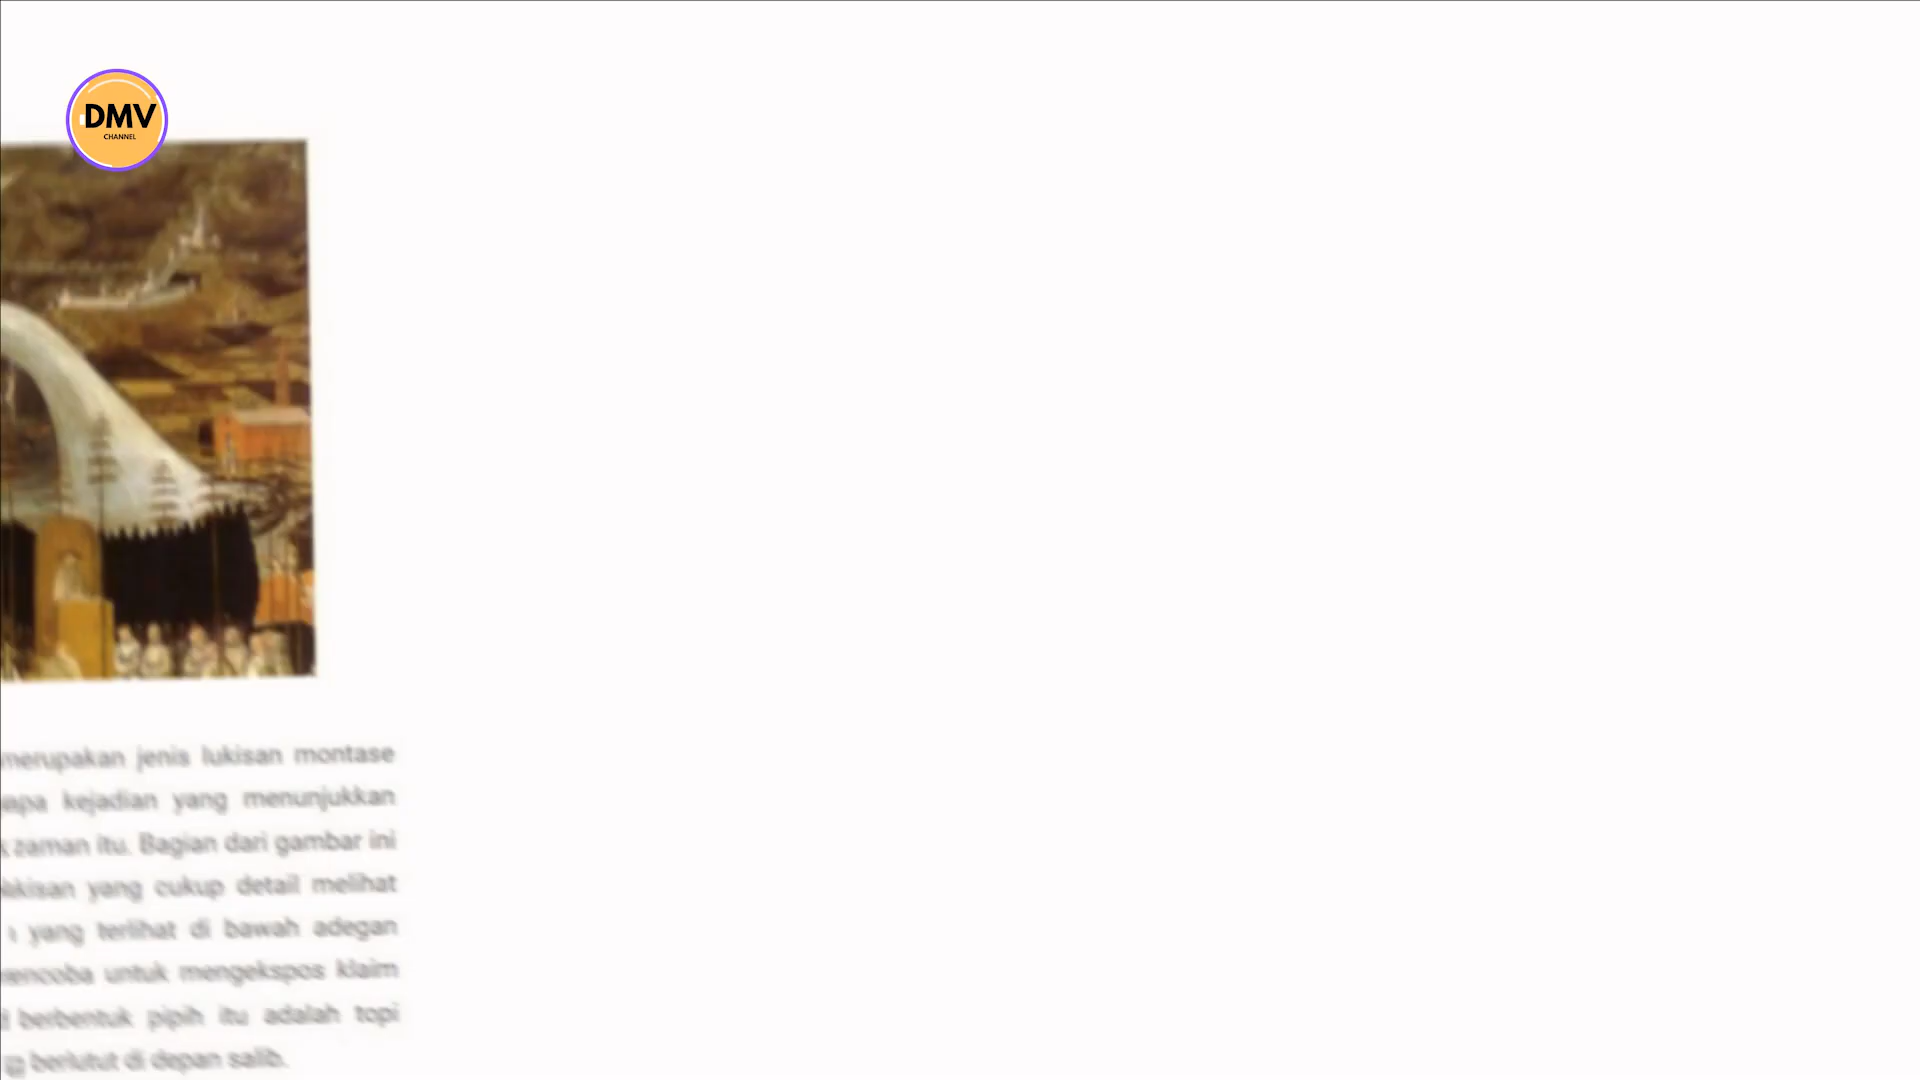 DMV
CHANNEL
merupakan jenis lukisan montase
kejadian yang menunjukkan
zaman itu. Bagian dari gambar ini
yang cukup detail melihat
yang terlihat di bawah adegan
untuk mengekspos klaim
berbentuk pipih itu adalah topi
berlutut di depan salib.